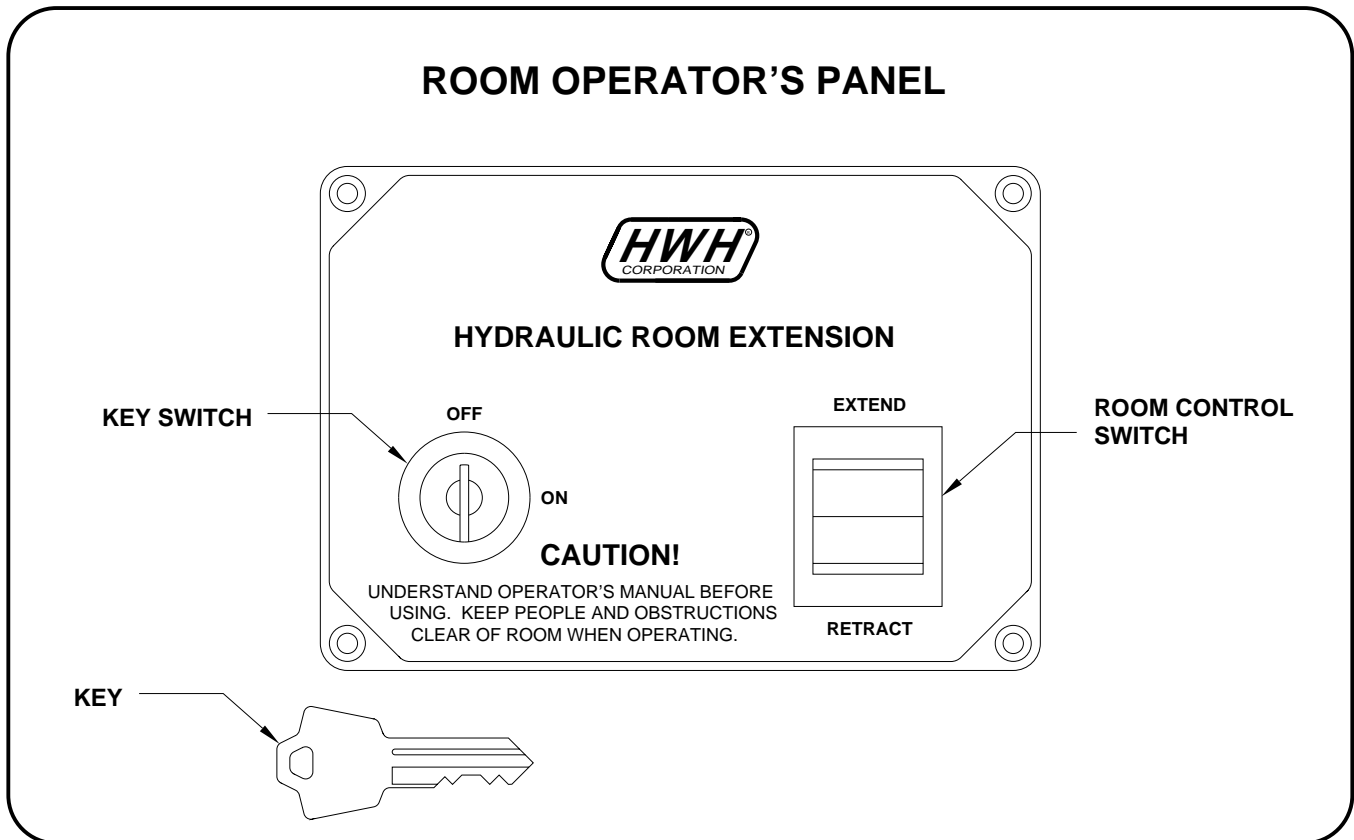 ROOM OPERATOR’S PANEL
HWH®
CORPORATION
HYDRAULIC ROOM EXTENSION
KEY SWITCH
OFF
ON
EXTEND
RETRACT
ROOM CONTROL
SWITCH
CAUTION!
UNDERSTAND OPERATOR’S MANUAL BEFORE
USING. KEEP PEOPLE AND OBSTRUCTIONS
CLEAR OF ROOM WHEN OPERATING.
KEY